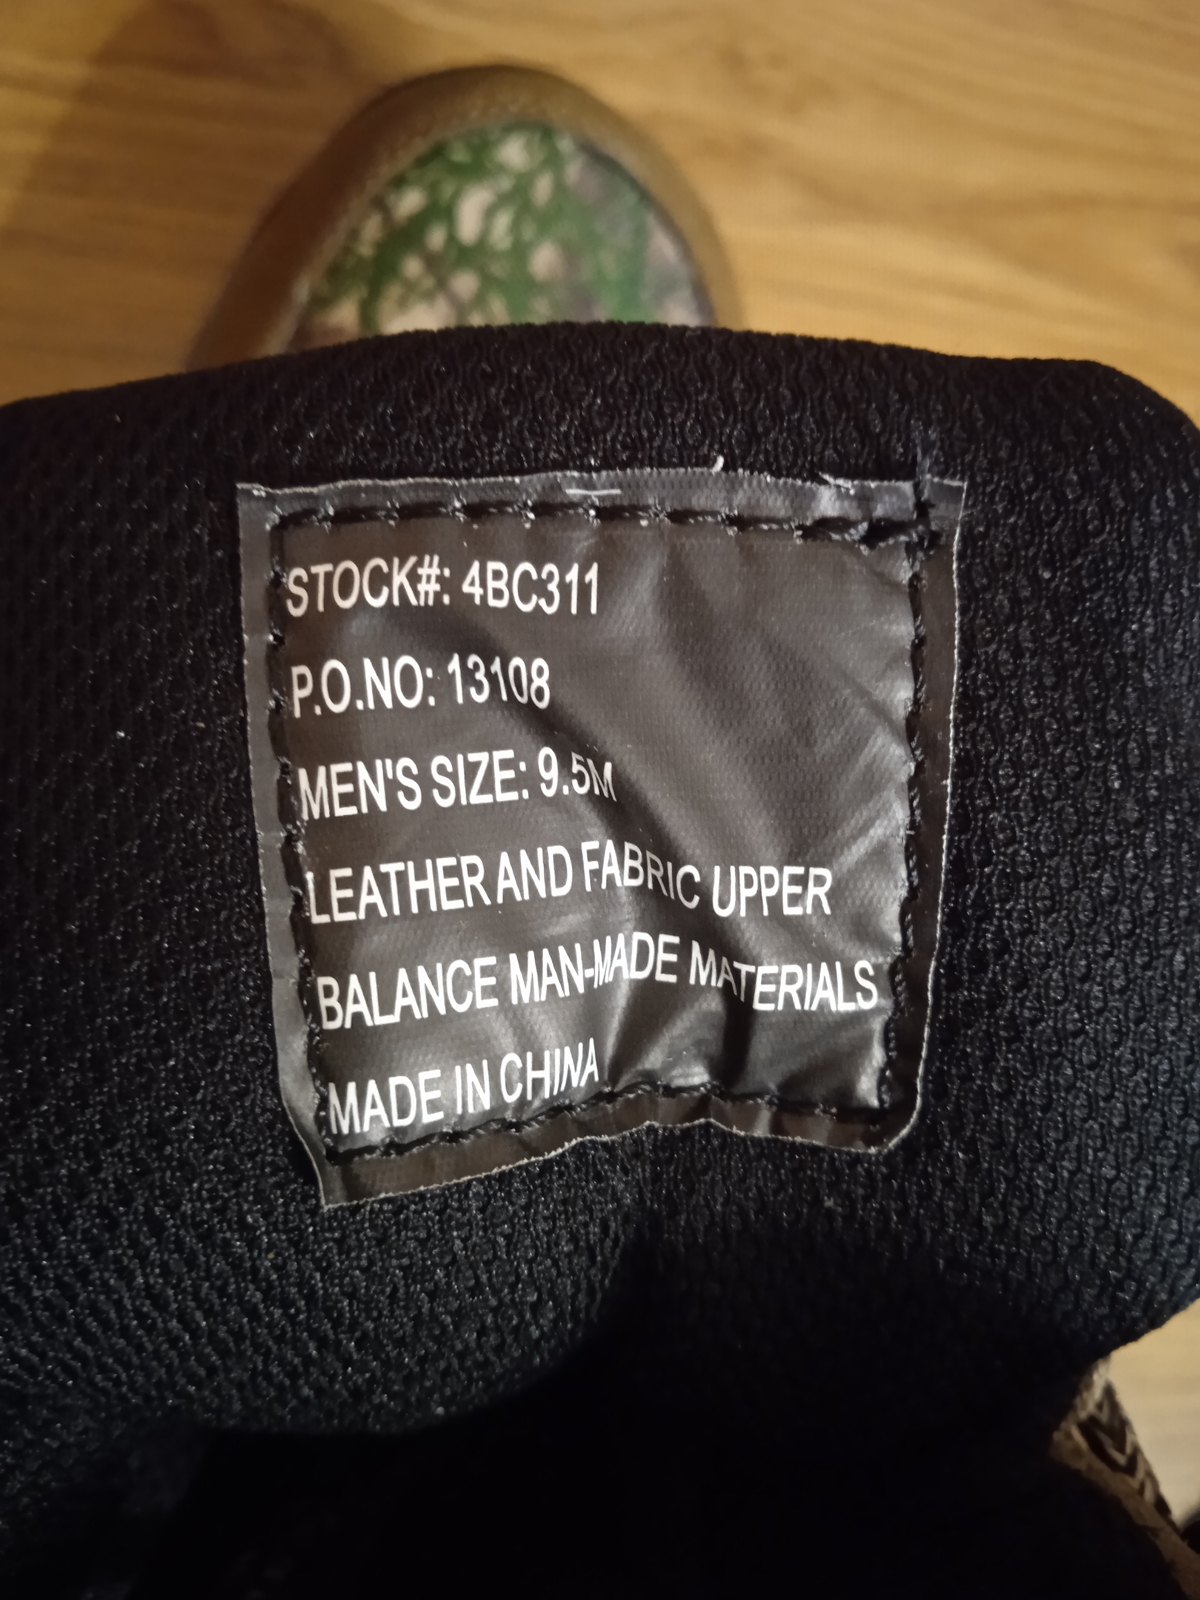 STOCK#: 4BC311
P.O.NO: 13108
MEN'S SIZE: 9.5M
LEATHER AND FABRIC UPPER
BALANCE MAN-MADE MATERIALS
MADE IN CHINA